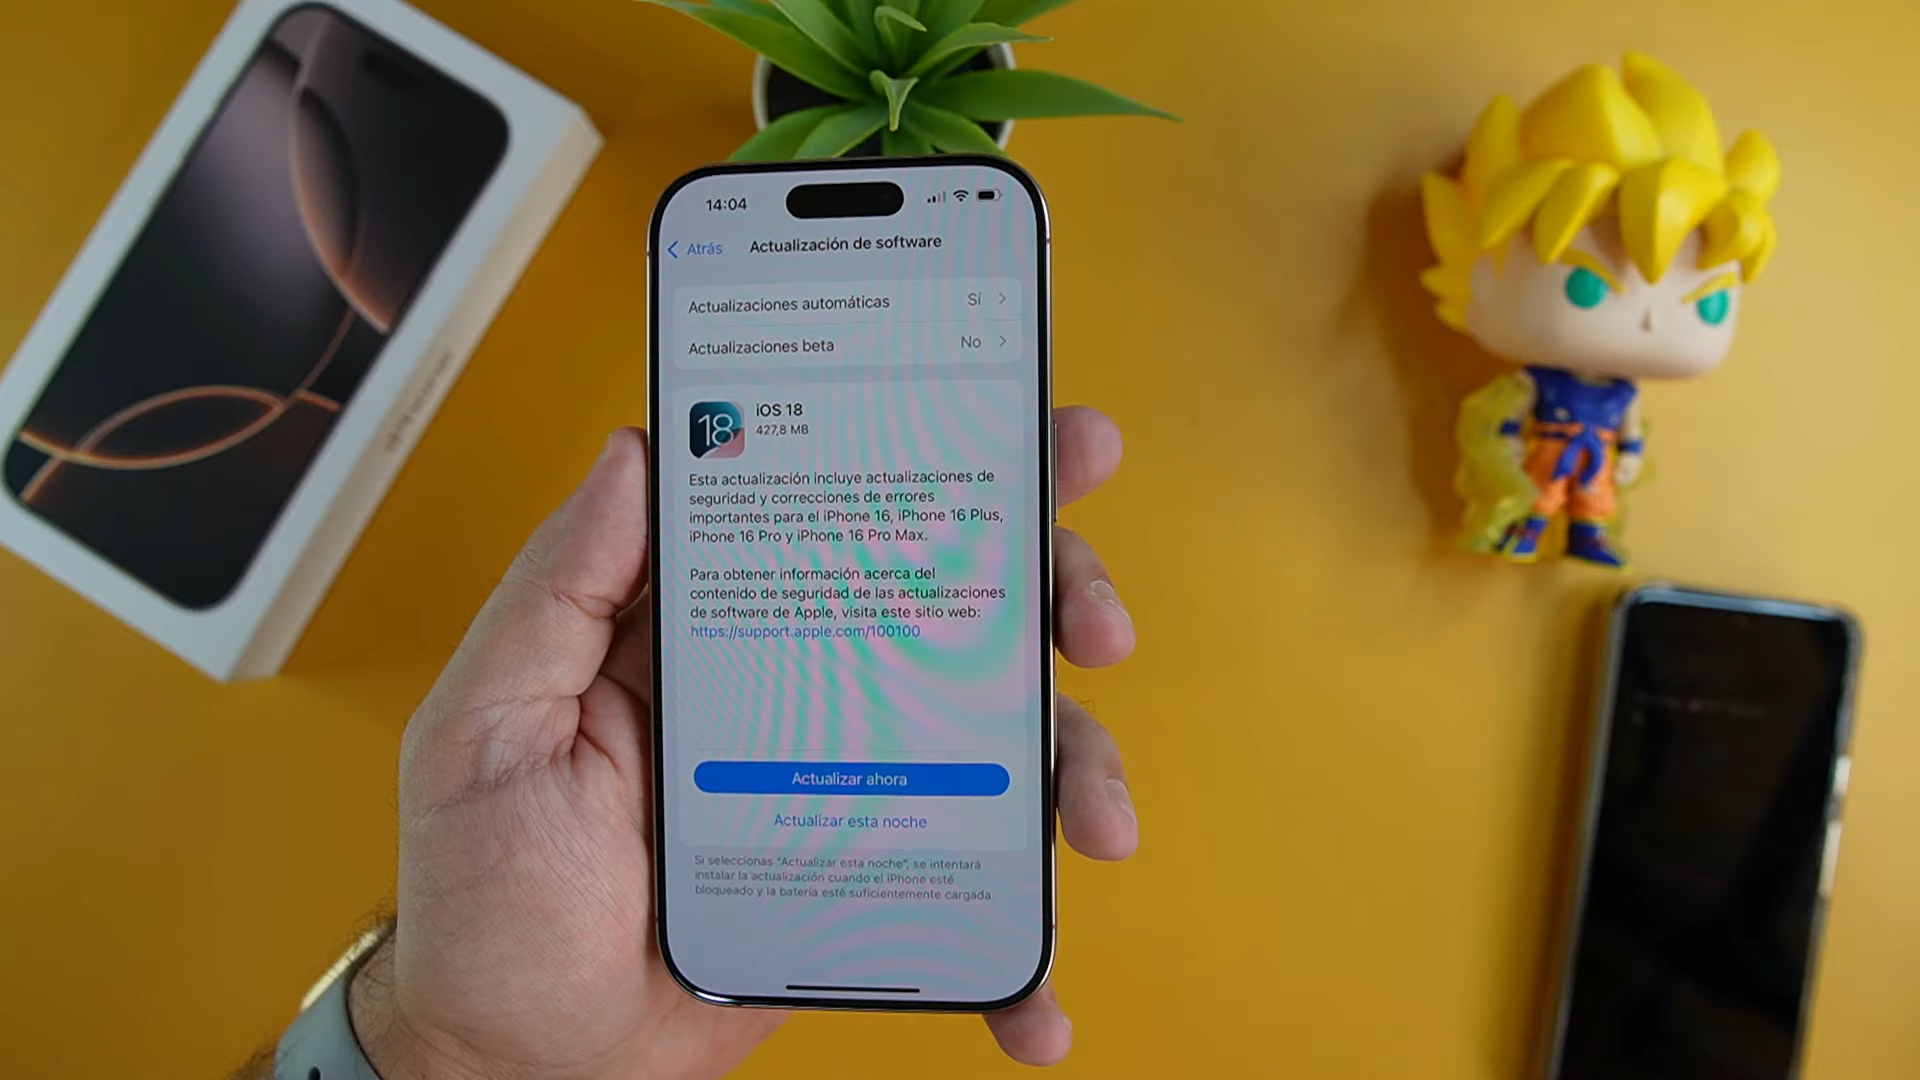 14:04
Atrás
Actualización de software
Actualizaciones automáticas Sí
Actualizaciones beta No
18
iOS 18
427,8 MB
Esta actualización incluye actualizaciones de
seguridad y correcciones de errores
importantes para el iPhone 16, iPhone 16 Plus,
iPhone 16 Pro y iPhone 16 Pro Max.
Para obtener información acerca del
contenido de seguridad de las actualizaciones
de software de Apple, visita este sitio web:
https://support.apple.com/100100
Actualizar ahora
Actualizar esta noche
Si seleccionas "Actualizar esta noche", se intentará
instalar la actualización cuando el iPhone esté
bloqueado y la batería esté suficientemente cargada.